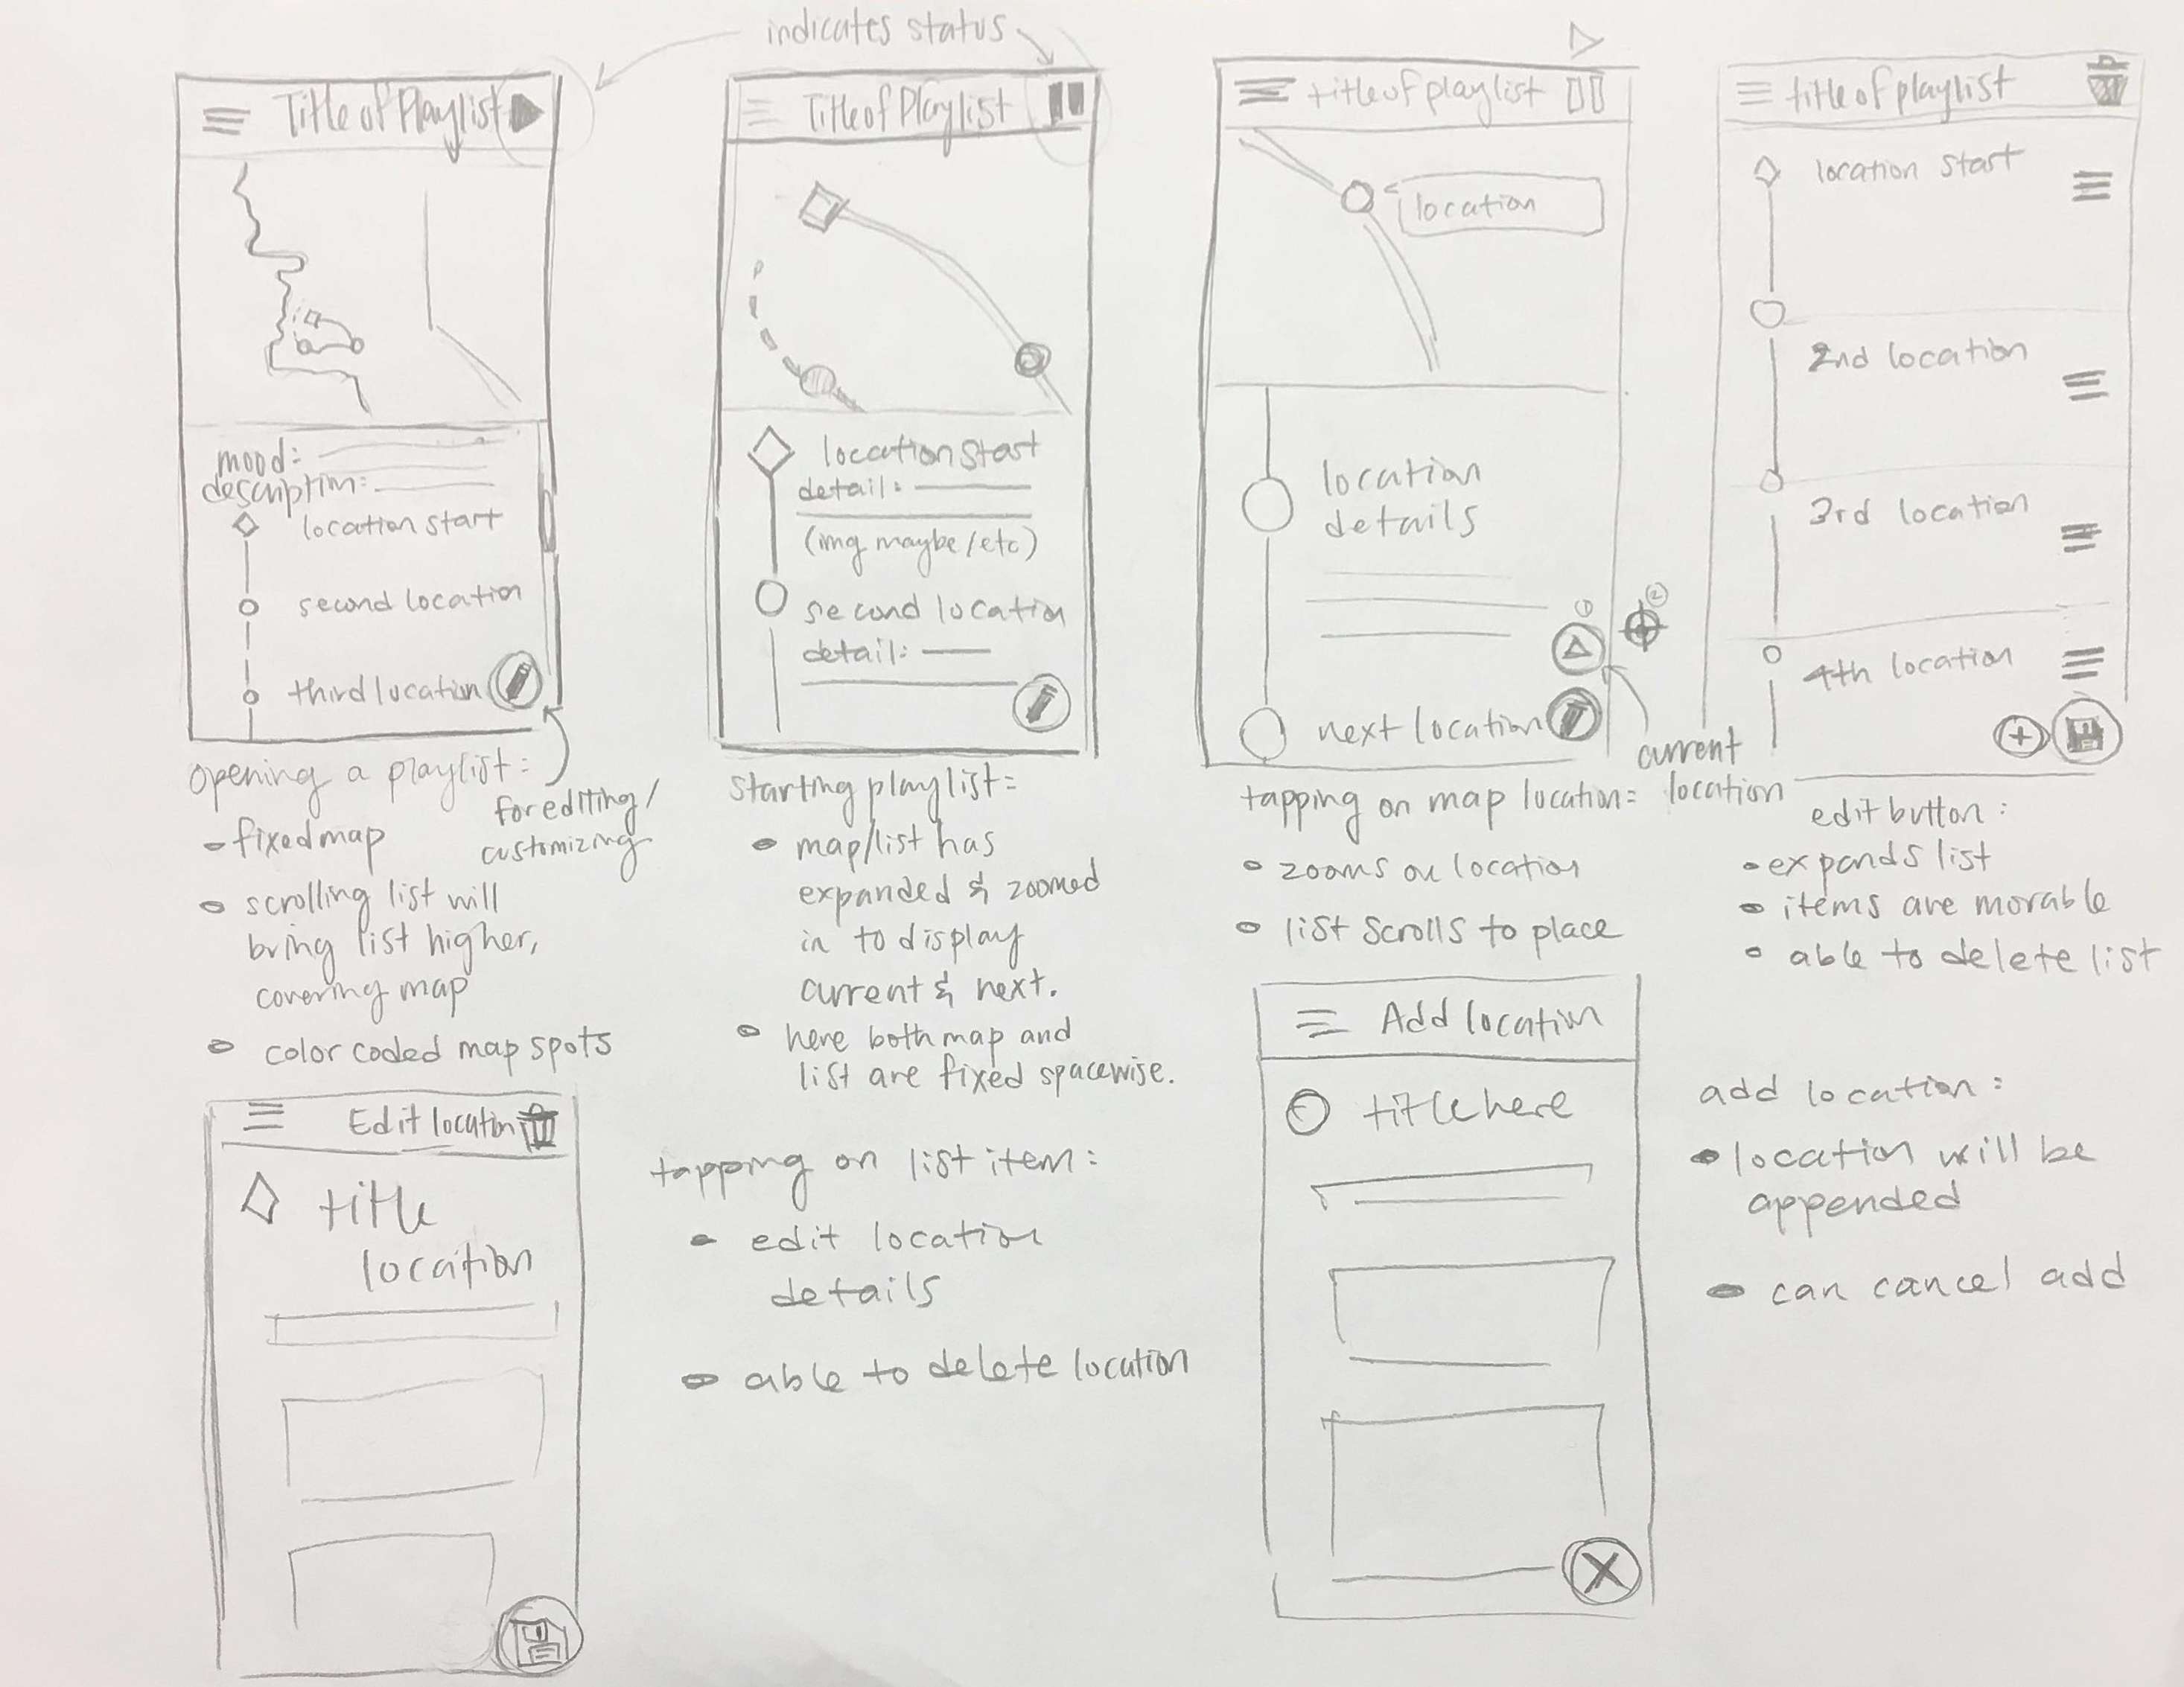 indicates status
Title of Playlist
mood:
description:
location start
second location
third location
opening a playlist:
for editing/
customizing
- fixed map
scrolling list will
bring list higher,
covering map
color coded map spots
Title of Playlist
location start
detail:
(img maybe/etc)
second location
detail:
starting playlist:
map/list has
expanded & zoomed
in to display
current & next.
here both map and
list are fixed spacewise.
title of playlist
location
location
details
next location
1
2
current
location
tapping on map location:
zooms on location
list scrolls to place
title of playlist
location start
2nd location
3rd location
4th location
edit button:
expands list
items are movable
able to delete list
Edit location
title
location
tapping on list item:
edit location
details
able to delete location
Add location
title here
add location:
location will be
appended
can cancel add